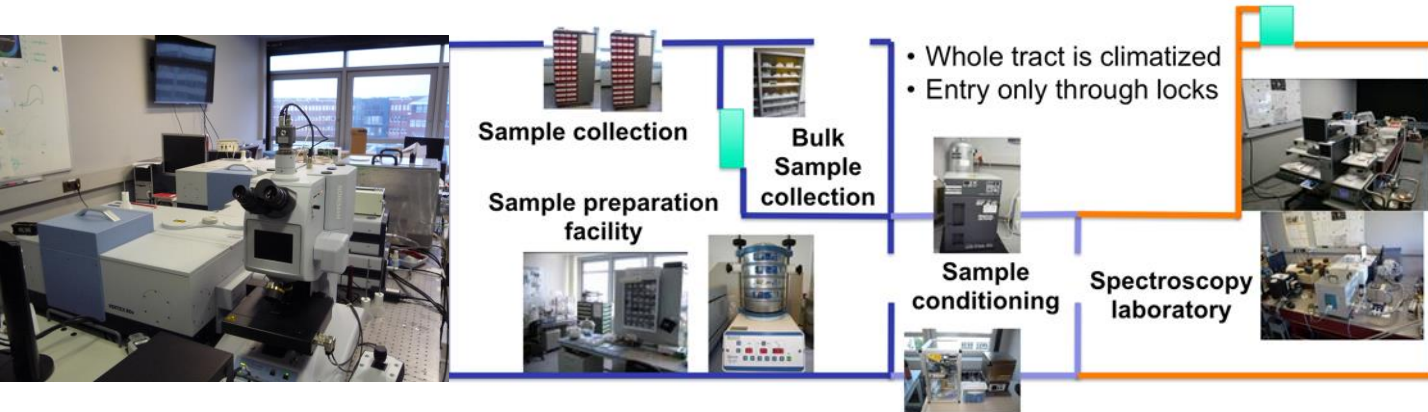 • Whole tract is climatized
• Entry only through locks
Sample collection
Bulk
Sample
collection
Sample preparation
facility
Sample
conditioning
Spectroscopy
laboratory